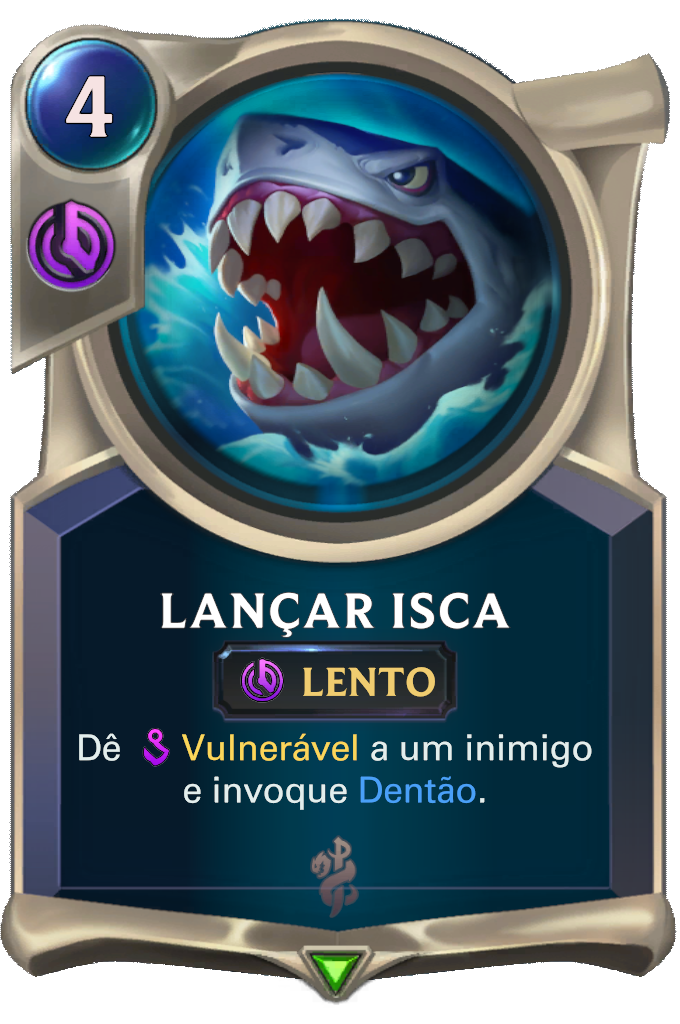 4
LANÇAR ISCA
LENTO
Dê Vulnerável a um inimigo
e invoque Dentão.